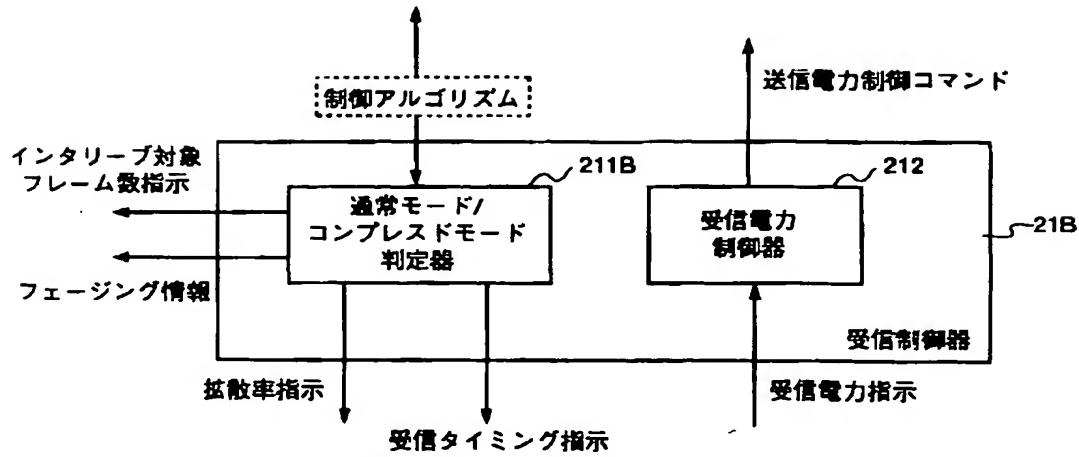 制御アルゴリズム
送信電力制御コマンド
インタリーブ対象
フレーム数指示
211B
212
通常モード/
コンプレスドモード
判定器
受信電力
制御器
21B
フェージング情報
受信制御器
拡散率指示
受信電力指示
受信タイミング指示